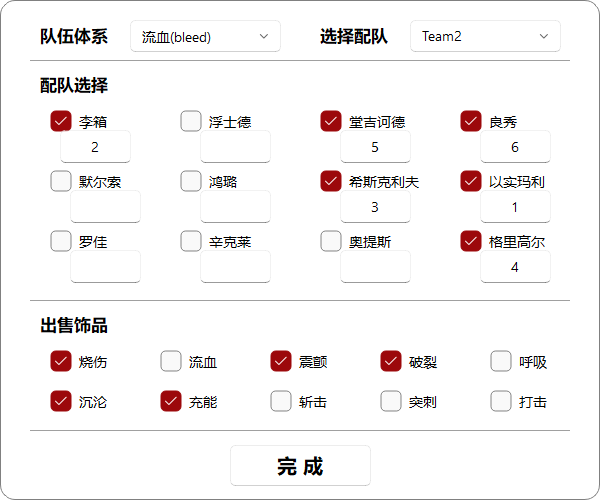 队伍体系 流血(bleed) 选择配队 Team2
配队选择
李箱 浮士德 堂吉诃德 良秀
2 5 6
默尔索 鸿璐 希斯克利夫 以实玛利
3 1
罗佳 辛克莱 奥提斯 格里高尔
4
出售饰品
烧伤 流血 震颤 破裂 呼吸
沉沦 充能 斩击 突刺 打击
完 成